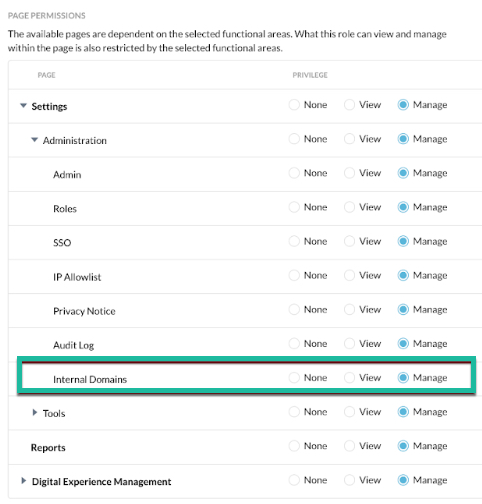 PAGE PERMISSIONS
The available pages are dependent on the selected functional areas. What this role can view and manage
within the page is also restricted by the selected functional areas.
PAGE PRIVILEGE
Settings None View Manage
Administration None View Manage
Admin None View Manage
Roles None View Manage
SSO None View Manage
IP Allowlist None View Manage
Privacy Notice None View Manage
Audit Log None View Manage
Internal Domains None View Manage
Tools None View Manage
Reports None View Manage
Digital Experience Management None View Manage